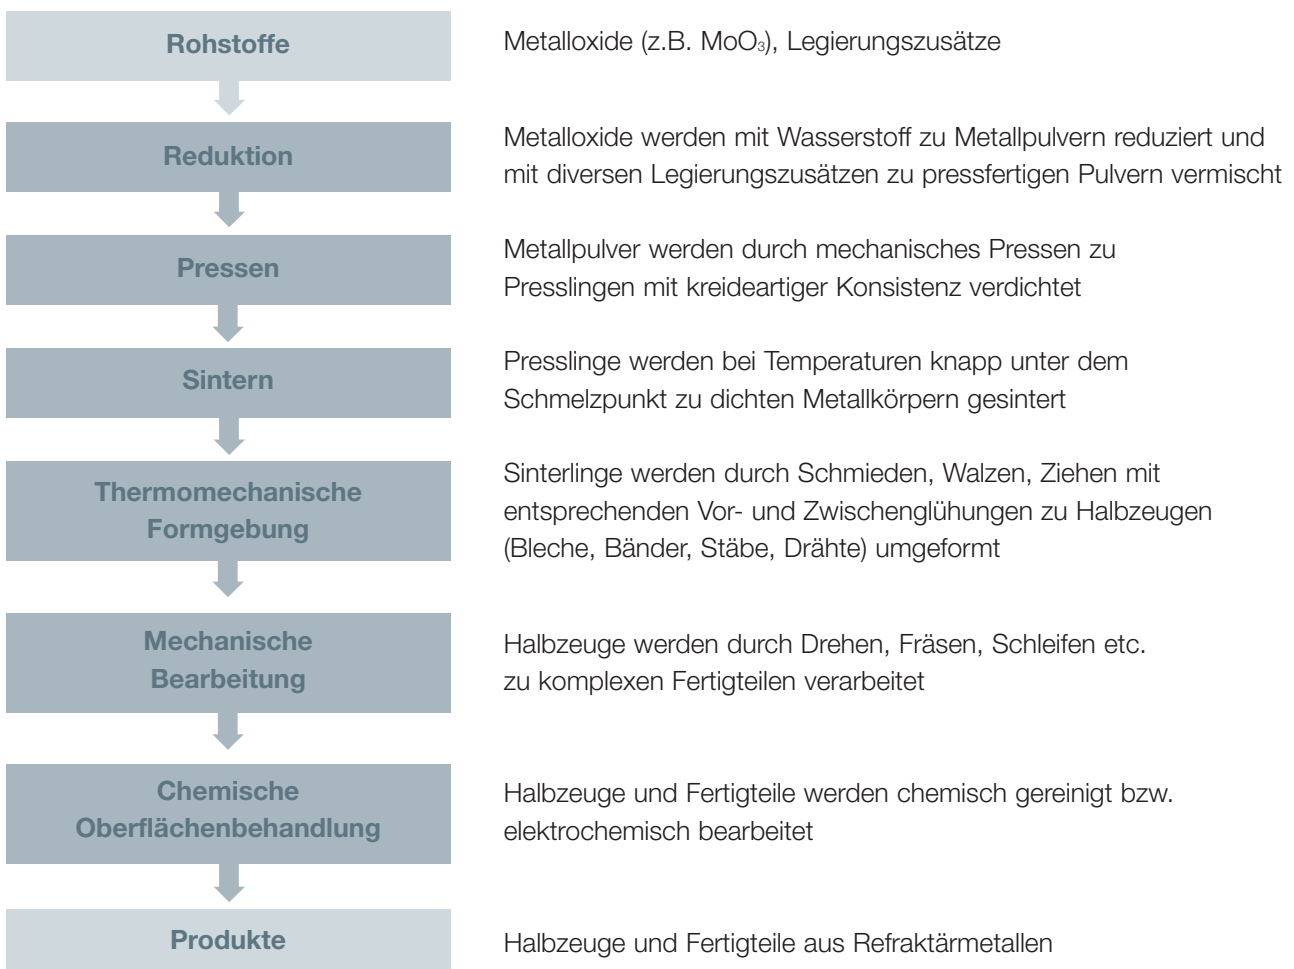 Rohstoffe
Metalloxide (z.B. MoO₃), Legierungszusätze
Reduktion
Metalloxide werden mit Wasserstoff zu Metallpulvern reduziert und
mit diversen Legierungszusätzen zu pressfertigen Pulvern vermischt
Pressen
Metallpulver werden durch mechanisches Pressen zu
Presslingen mit kreideartiger Konsistenz verdichtet
Sintern
Presslinge werden bei Temperaturen knapp unter dem
Schmelzpunkt zu dichten Metallkörpern gesintert
Thermomechanische
Formgebung
Sinterlinge werden durch Schmieden, Walzen, Ziehen mit
entsprechenden Vor- und Zwischenglühungen zu Halbzeugen
(Bleche, Bänder, Stäbe, Drähte) umgeformt
Mechanische
Bearbeitung
Halbzeuge werden durch Drehen, Fräsen, Schleifen etc.
zu komplexen Fertigteilen verarbeitet
Chemische
Oberflächenbehandlung
Halbzeuge und Fertigteile werden chemisch gereinigt bzw.
elektrochemisch bearbeitet
Produkte
Halbzeuge und Fertigteile aus Refraktärmetallen